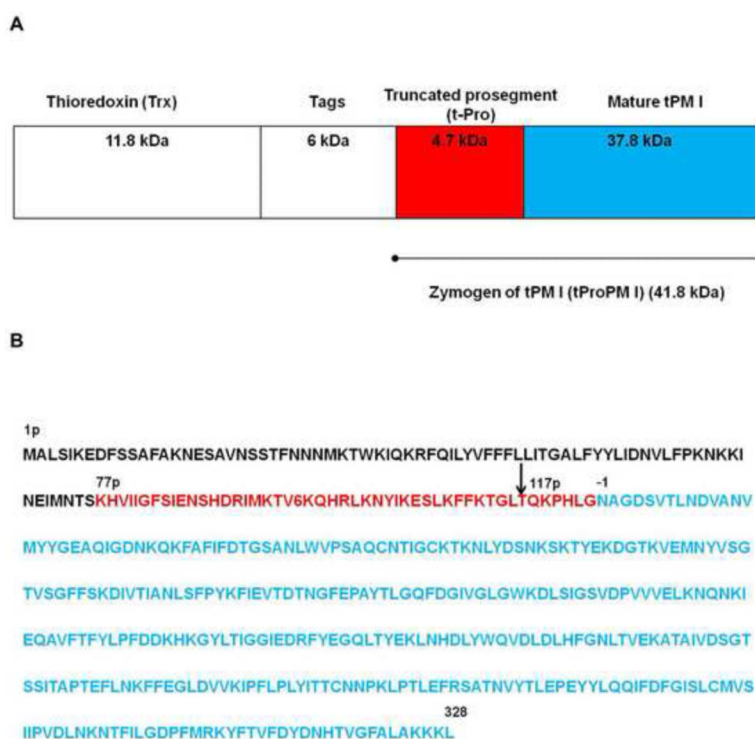 A
Thioredoxin (Trx) Tags Truncated prosegment (t-Pro) Mature tPM I
11.8 kDa 6 kDa 4.7 kDa 37.8 kDa
Zymogen of tPM I (tProPM I) (41.8 kDa)
B
1p
MALSIKEDFSSAFAKNESAVNSSTFNNNMKTWKIQKRFQILYVFFFLLITGALFYYLIDNVLFPKNKKI
77p 117p -1
NEIMNTSKHVIIGFSIENSHDRIMKTV6KQHRLKNYIKESLKFFKTGLTQKPHLGNAGDSVTLNDVANV
MYYGEAQIGDNKQKFAFIFDTGSANLWVPSAQCNTIGCKTKNLYDSNKSKTYEKDGTKVEMNYVSG
TVSGFFSKDIVTIANLSFPYKFIEVTDTNGFEPAYTLGQFDGIVGLGWKDLSIGSVDPVVVELKNQNKI
EQAVFTFYLPFDDKHKGYLTIGGIEDRFYEGQLTYEKLNHDLYWQVDLDLHFGNLTVEKATAIVDSGT
SSITAPTEFLNKFFEGLDVVKIPFLPLYITTCNNPKLPTLEFRSATNVYTLEPEYYLQQIFDFGISLCMVS
328
IIPVDLNKNTFILGDPFMRKYFTVFDYDNHTVGFALAKKKL